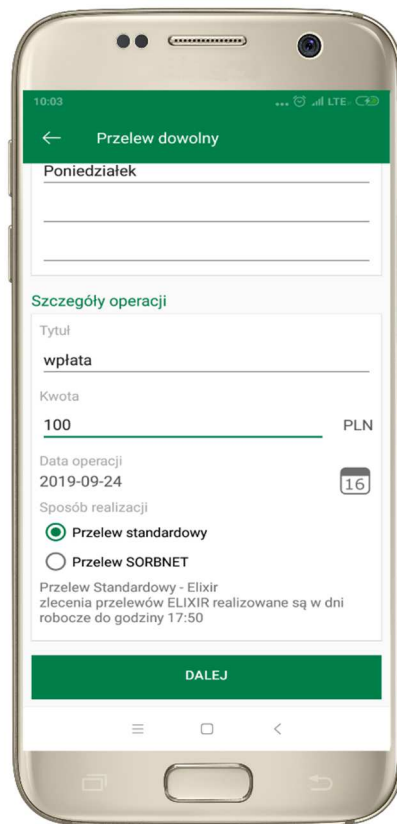 10:03
... LTE
Przelew dowolny
Poniedziałek
Szczegóły operacji
Tytuł
wpłata
Kwota
100 PLN
Data operacji
2019-09-24
16
Sposób realizacji
Przelew standardowy
Przelew SORBNET
Przelew Standardowy - Elixir
zlecenia przelewów ELIXIR realizowane są w dni
robocze do godziny 17:50
DALEJ